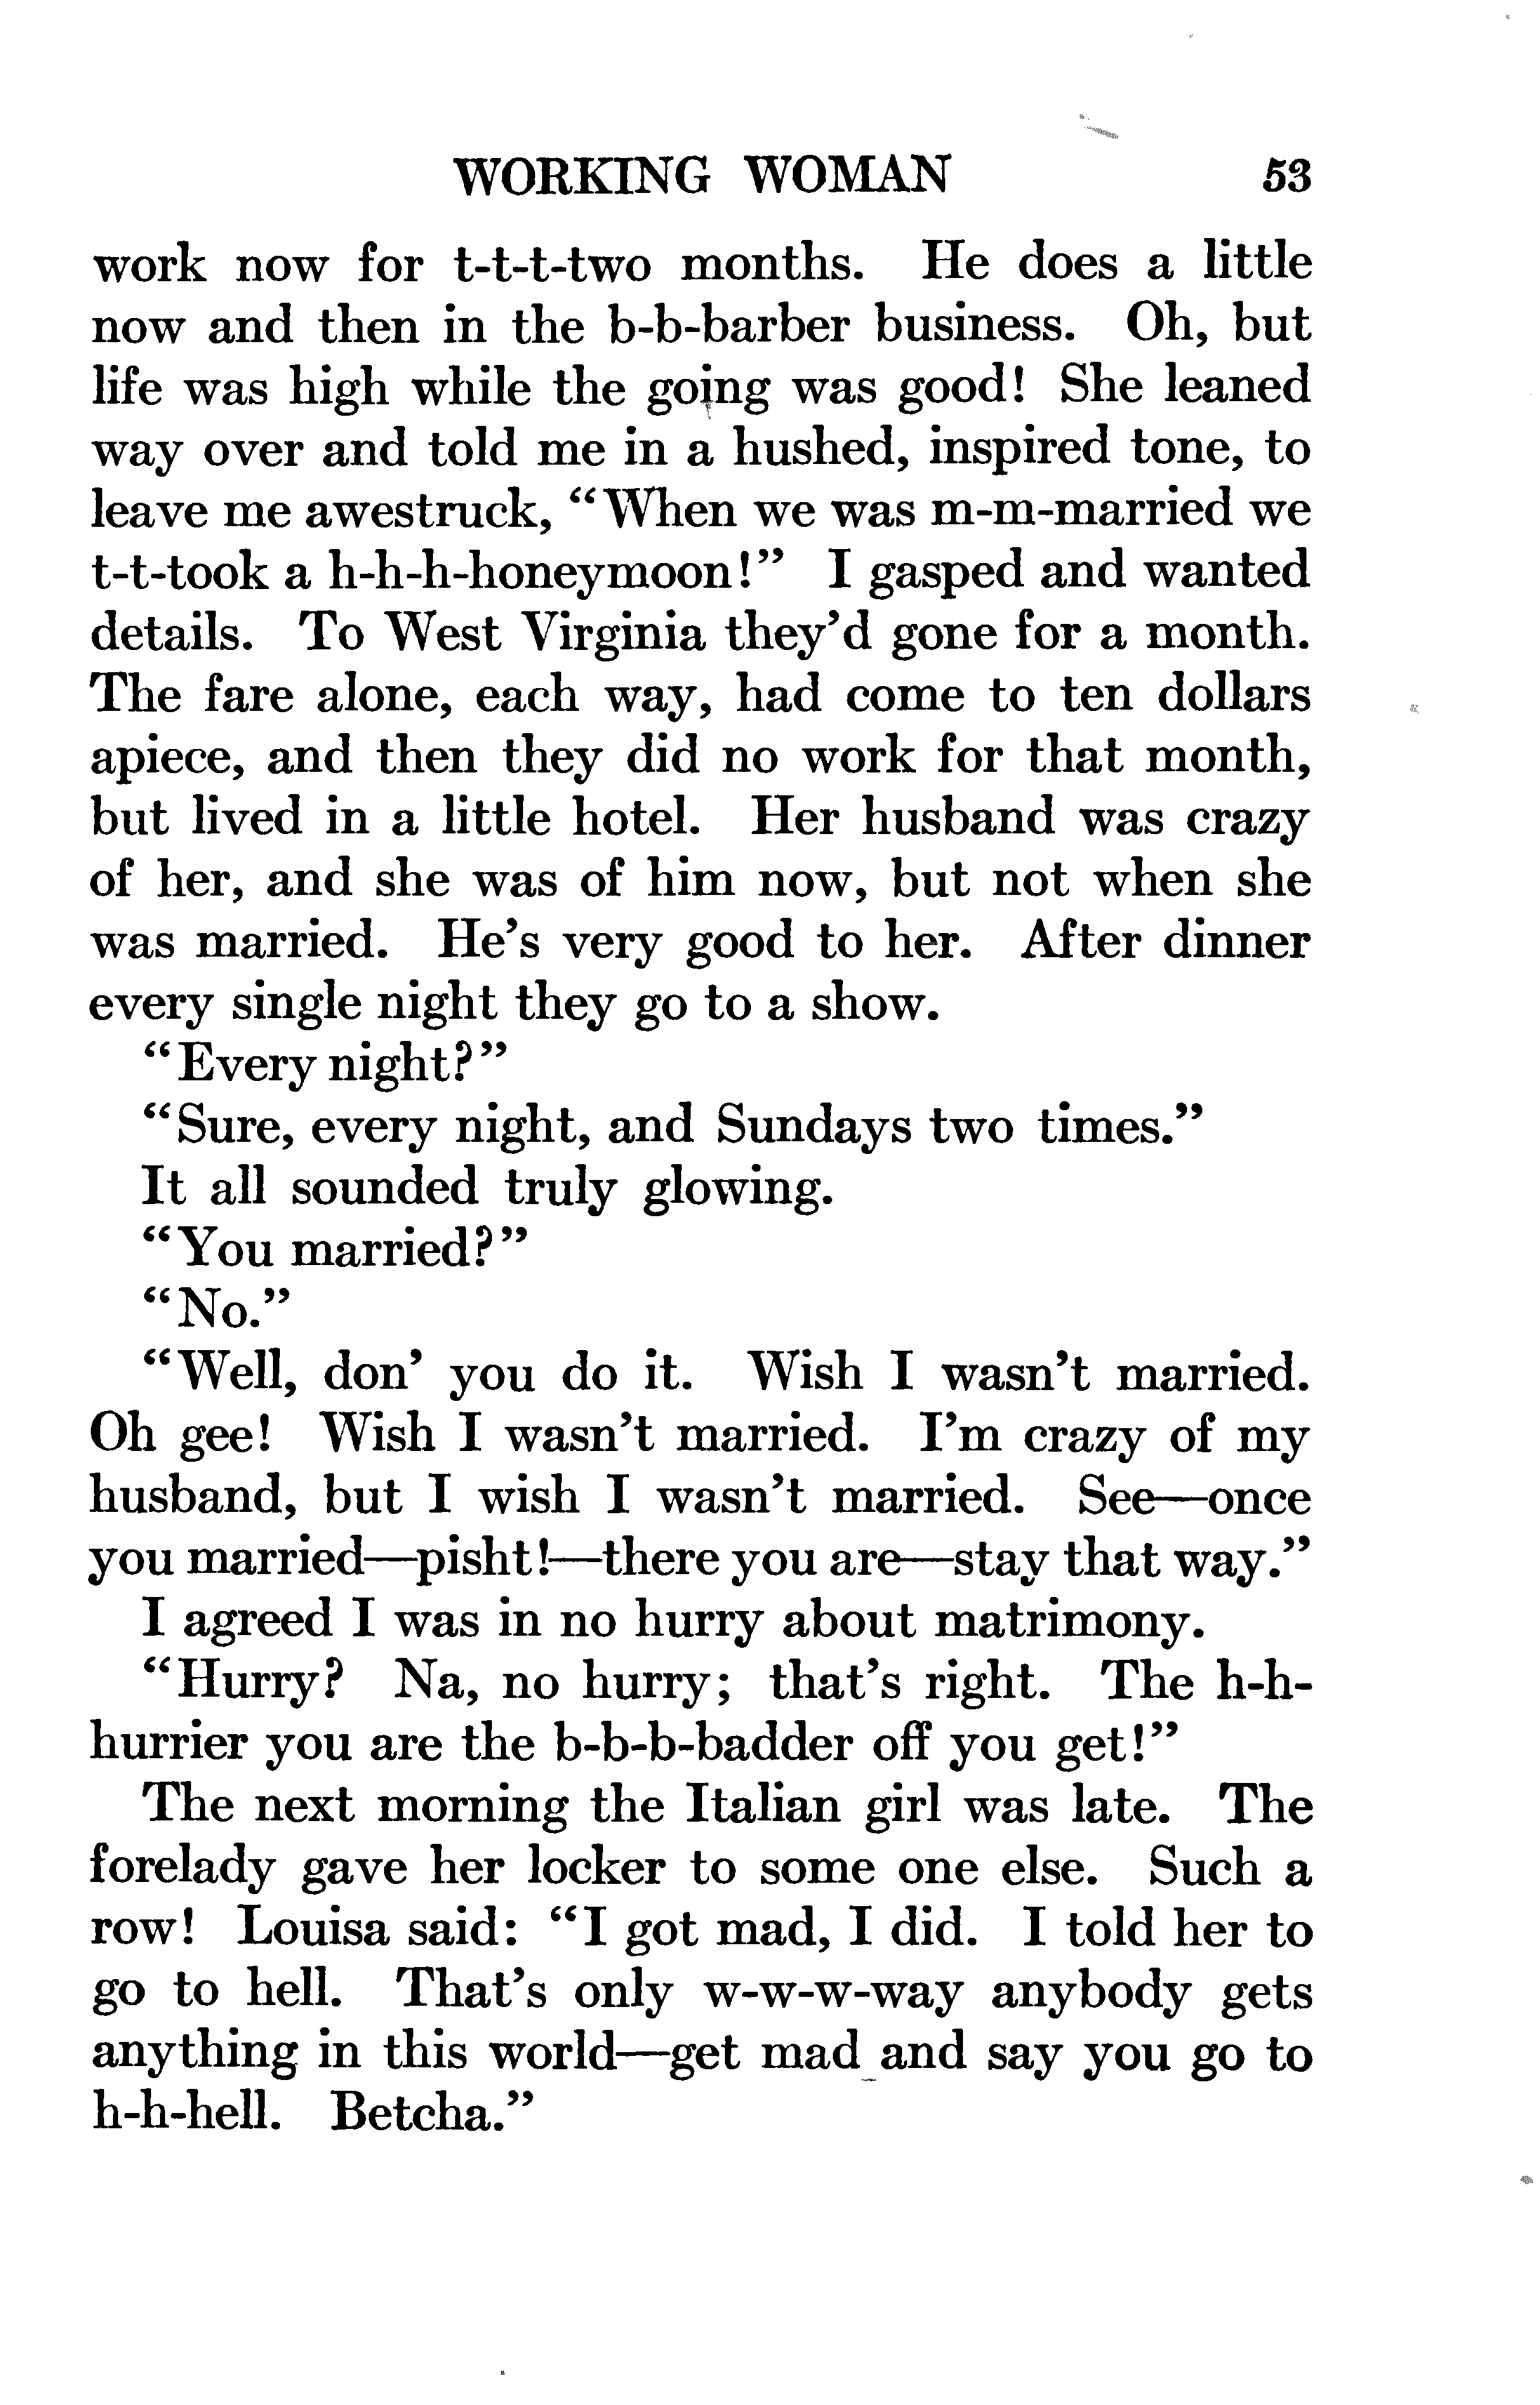 WORKING WOMAN 53
work now for t-t-t-two months. He does a little
now and then in the b-b-barber business. Oh, but
life was high while the going was good! She leaned
way over and told me in a hushed, inspired tone, to
leave me awestruck, “When we was m-m-married we
t-t-took a h-h-h-honeymoon!” I gasped and wanted
details. To West Virginia they’d gone for a month.
The fare alone, each way, had come to ten dollars
apiece, and then they did no work for that month,
but lived in a little hotel. Her husband was crazy
of her, and she was of him now, but not when she
was married. He’s very good to her. After dinner
every single night they go to a show.
“Every night?”
“Sure, every night, and Sundays two times.”
It all sounded truly glowing.
“You married?”
“No.”
“Well, don’ you do it. Wish I wasn’t married.
Oh gee! Wish I wasn’t married. I’m crazy of my
husband, but I wish I wasn’t married. See—once
you married—pisht!—there you are—stay that way.”
I agreed I was in no hurry about matrimony.
“Hurry? Na, no hurry; that’s right. The h-h-
hurrier you are the b-b-b-badder off you get!”
The next morning the Italian girl was late. The
forelady gave her locker to some one else. Such a
row! Louisa said: “I got mad, I did. I told her to
go to hell. That’s only w-w-w-way anybody gets
anything in this world—get mad and say you go to
h-h-hell. Betcha.”